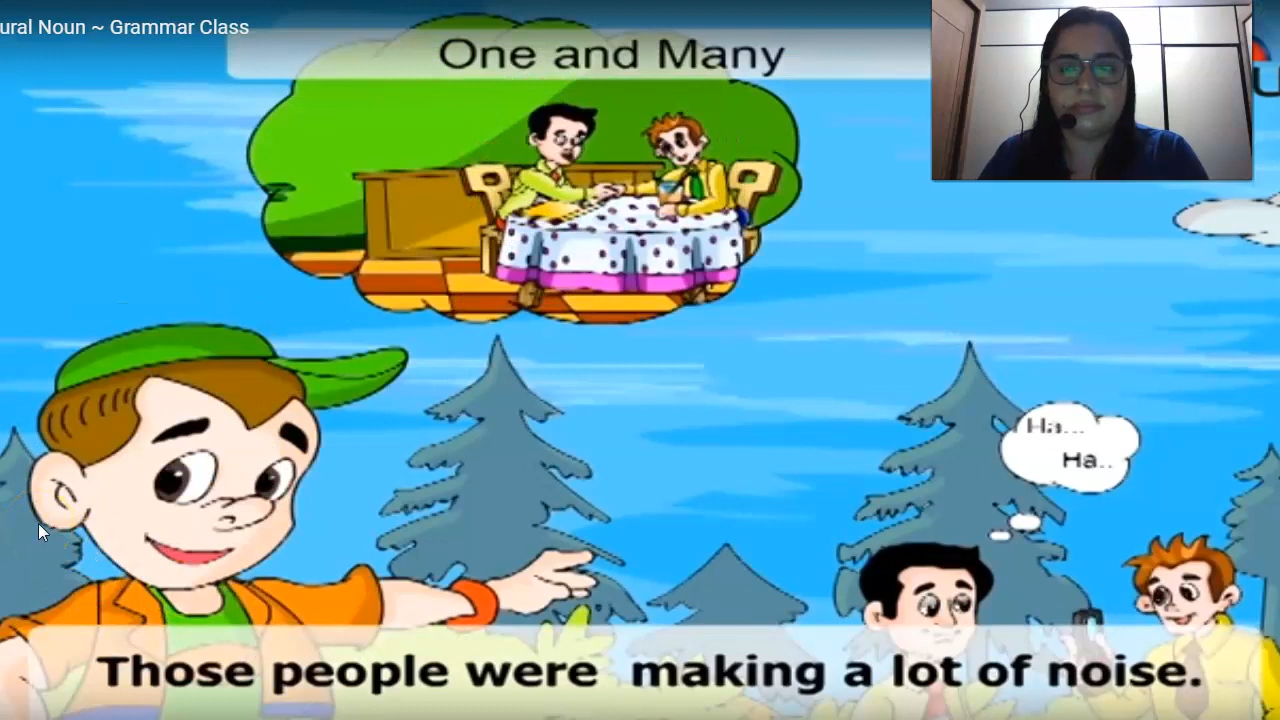 ural Noun ~ Grammar Class
One and Many
Ha...
Ha..
Those people were making a lot of noise.